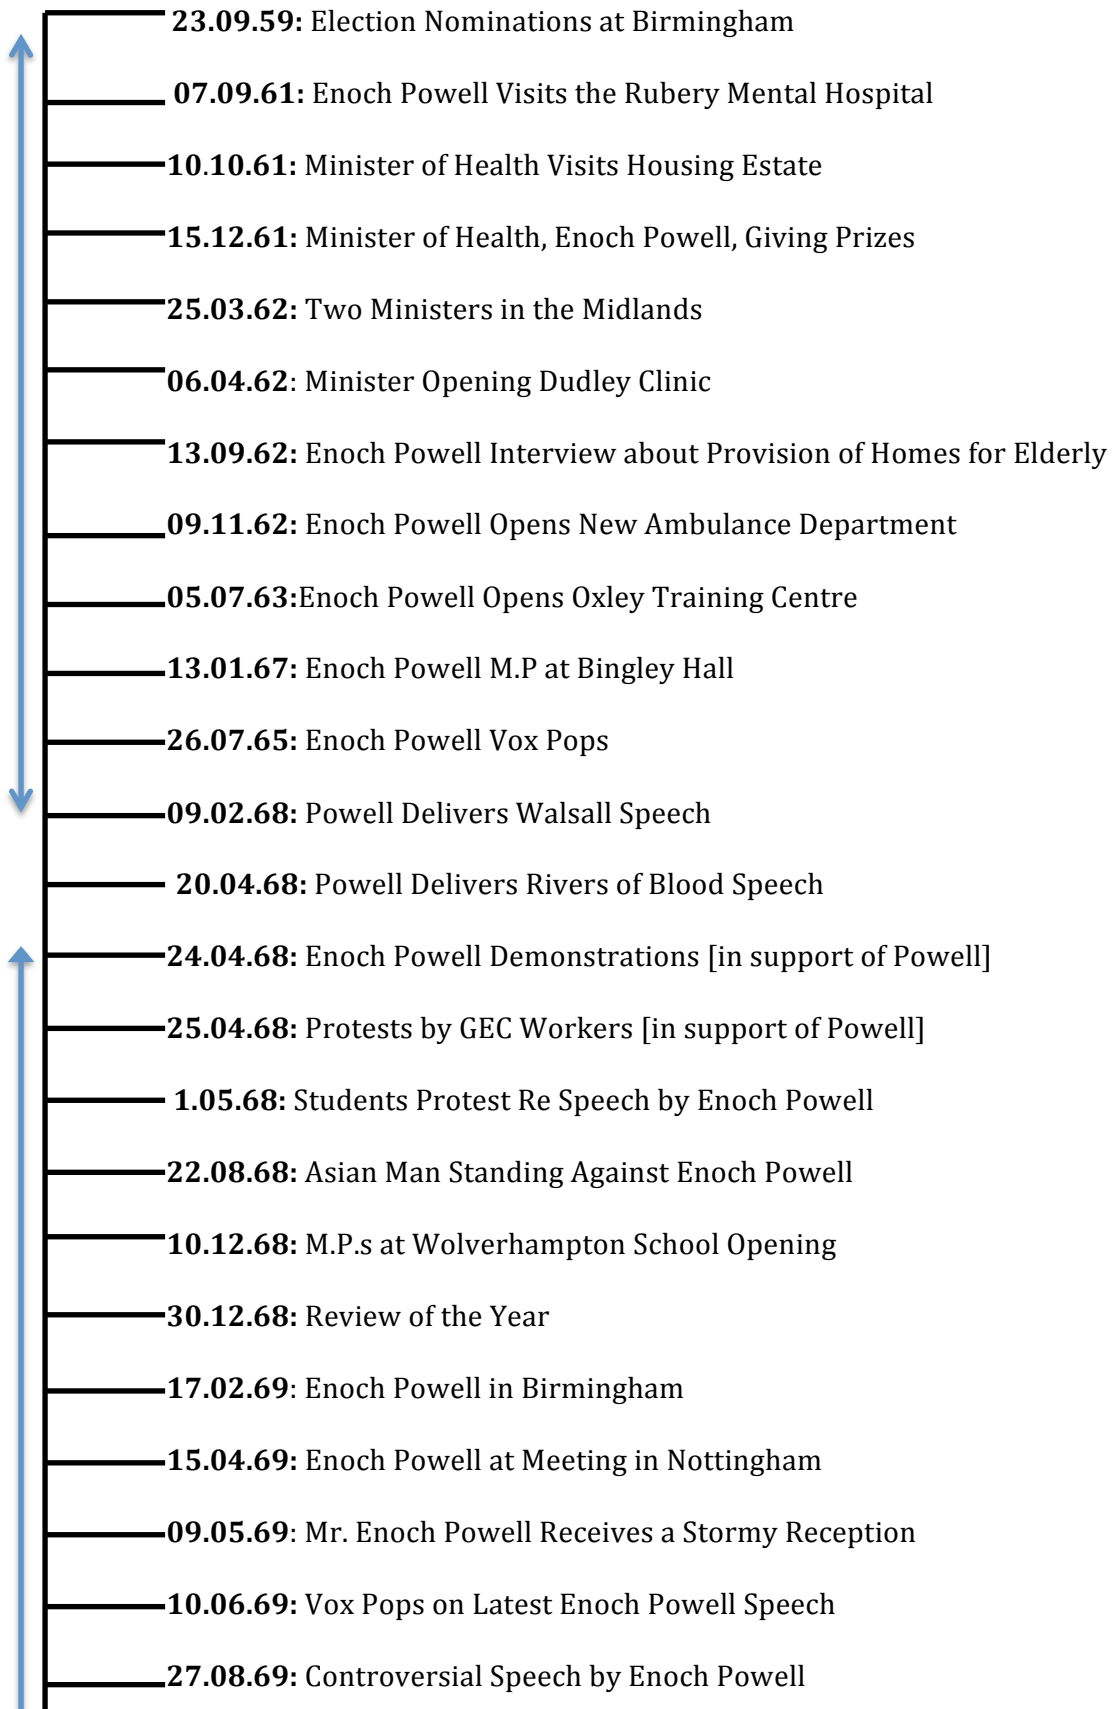 23.09.59: Election Nominations at Birmingham
07.09.61: Enoch Powell Visits the Rubery Mental Hospital
10.10.61: Minister of Health Visits Housing Estate
15.12.61: Minister of Health, Enoch Powell, Giving Prizes
25.03.62: Two Ministers in the Midlands
06.04.62: Minister Opening Dudley Clinic
13.09.62: Enoch Powell Interview about Provision of Homes for Elderly
09.11.62: Enoch Powell Opens New Ambulance Department
05.07.63:Enoch Powell Opens Oxley Training Centre
13.01.67: Enoch Powell M.P at Bingley Hall
26.07.65: Enoch Powell Vox Pops
09.02.68: Powell Delivers Walsall Speech
20.04.68: Powell Delivers Rivers of Blood Speech
24.04.68: Enoch Powell Demonstrations [in support of Powell]
25.04.68: Protests by GEC Workers [in support of Powell]
1.05.68: Students Protest Re Speech by Enoch Powell
22.08.68: Asian Man Standing Against Enoch Powell
10.12.68: M.P.s at Wolverhampton School Opening
30.12.68: Review of the Year
17.02.69: Enoch Powell in Birmingham
15.04.69: Enoch Powell at Meeting in Nottingham
09.05.69: Mr. Enoch Powell Receives a Stormy Reception
10.06.69: Vox Pops on Latest Enoch Powell Speech
27.08.69: Controversial Speech by Enoch Powell